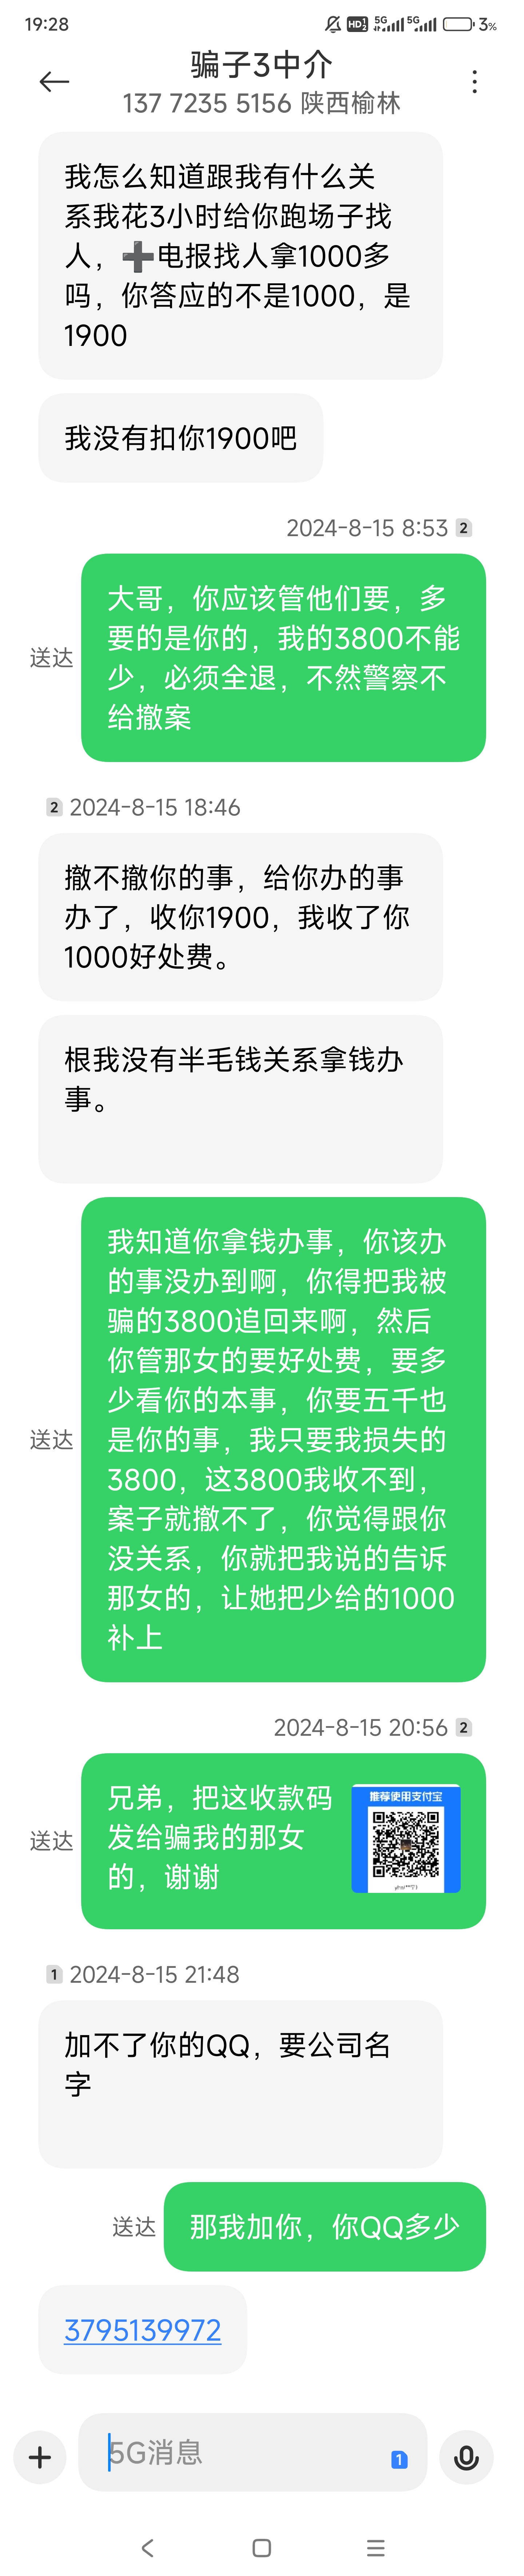 19:28
HD 5G 5G 3%
骗子3中介
137 7235 5156 陕西榆林
我怎么知道跟我有什么关
系我花3小时给你跑场子找
人，➕电报找人拿1000多
吗，你答应的不是1000，是
1900
我没有扣你1900吧
2024-8-15 8:53 2
大哥，你应该管他们要，多
要的是你的，我的3800不能
少，必须全退，不然警察不
给撤案
送达
2 2024-8-15 18:46
撤不撤你的事，给你办的事
办了，收你1900，我收了你
1000好处费。
根我没有半毛钱关系拿钱办
事。
我知道你拿钱办事，你该办
的事没办到啊，你得把我被
骗的3800追回来啊，然后
你管那女的要好处费，要多
少看你的本事，你要五千也
是你的事，我只要我损失的
3800，这3800我收不到，
案子就撤不了，你觉得跟你
没关系，你就把我说的告诉
那女的，让她把少给的1000
补上
送达
2024-8-15 20:56 2
兄弟，把这收款码
发给骗我的那女
的，谢谢
推荐使用支付宝
送达
1 2024-8-15 21:48
加不了你的QQ，要公司名
字
送达
那我加你，你QQ多少
3795139972
5G消息
1